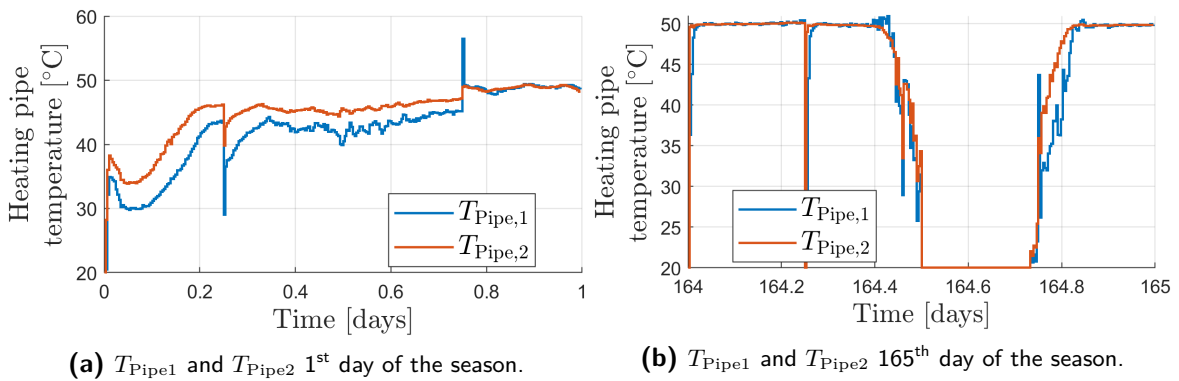 60
50
40
30
20
Heating pipe
temperature [°C]
T_Pipe,1
T_Pipe,2
0 0.2 0.4 0.6 0.8 1
Time [days]
(a) T_Pipe1 and T_Pipe2 1st day of the season.
50
45
40
35
30
25
20
Heating pipe
temperature [°C]
T_Pipe,1
T_Pipe,2
164 164.2 164.4 164.6 164.8 165
Time [days]
(b) T_Pipe1 and T_Pipe2 165th day of the season.